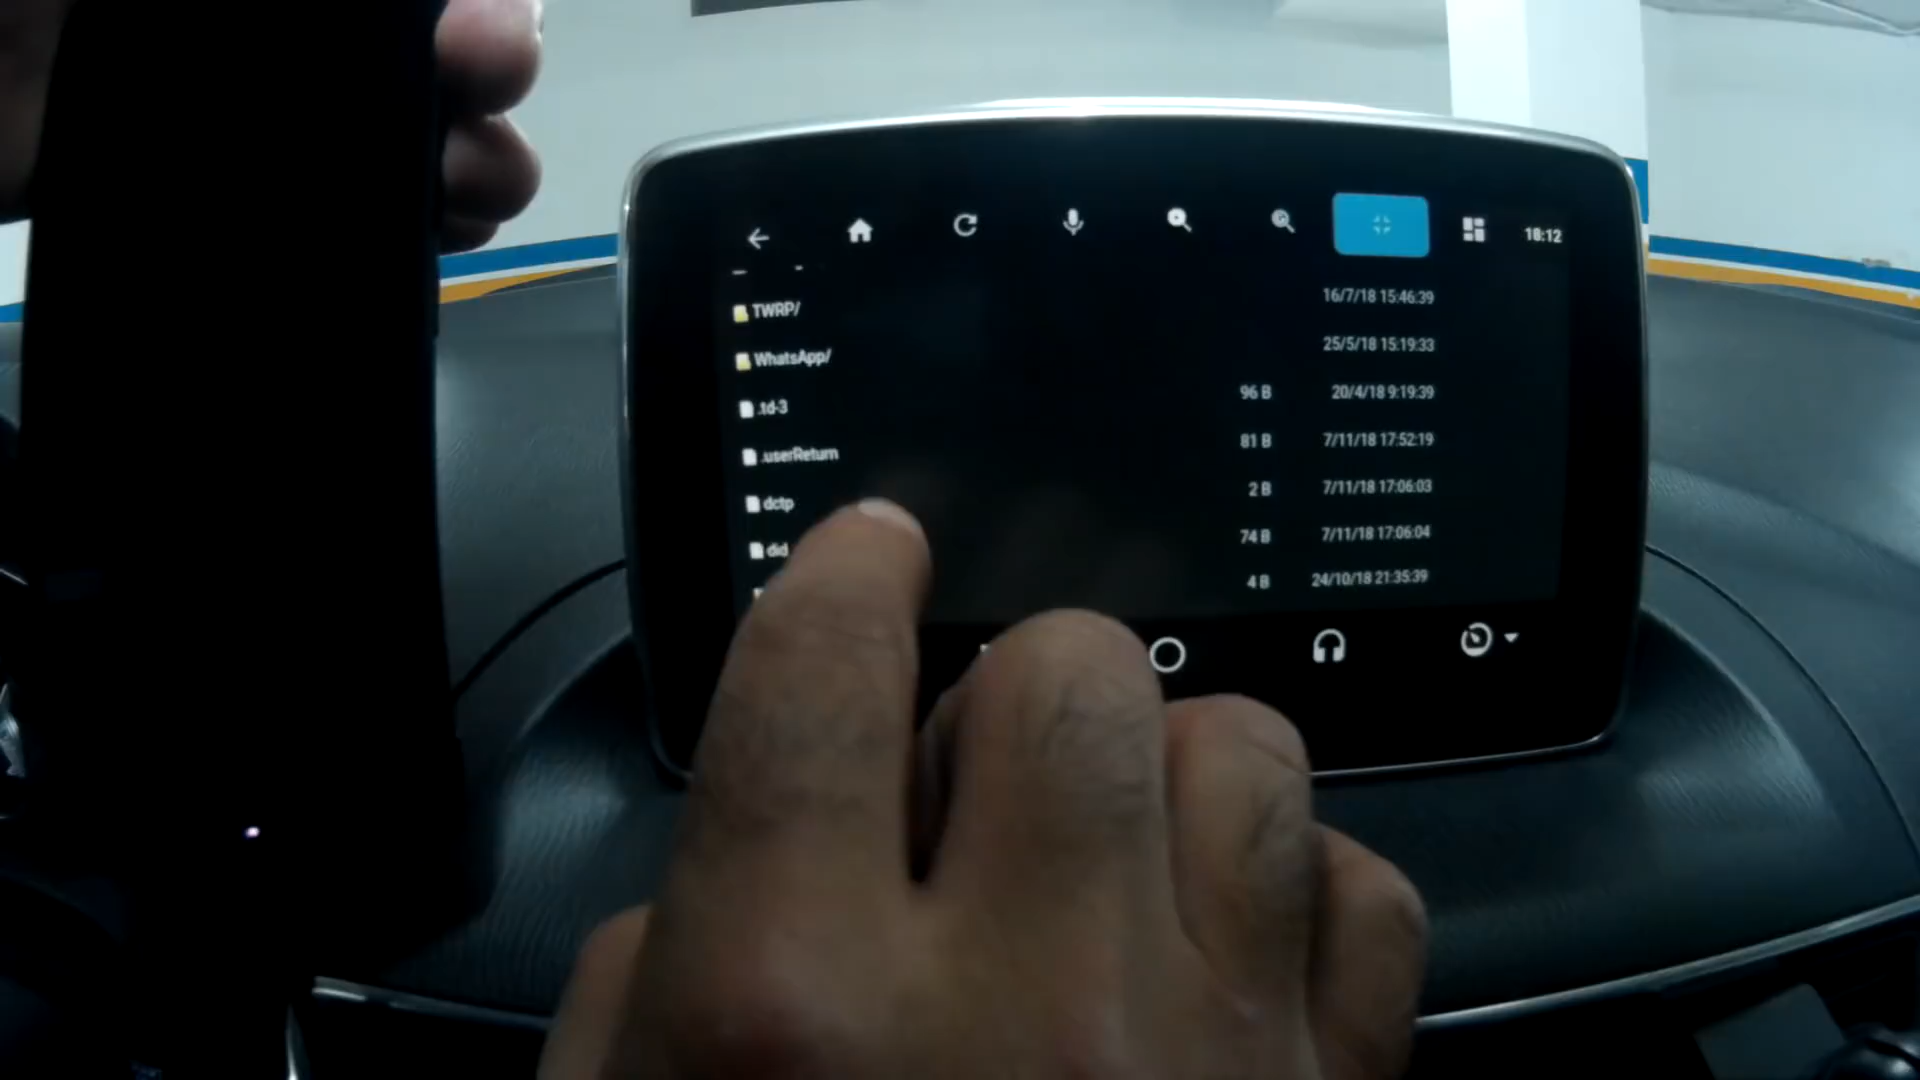 18:12
TWRP/ 16/7/18 15:46:39
WhatsApp/ 25/5/18 15:19:33
.td-3 96 B 20/4/18 9:19:39
.userReturn 81 B 7/11/18 17:52:19
dctp 2 B 7/11/18 17:06:03
did 74 B 7/11/18 17:06:04
4 B 24/10/18 21:35:39